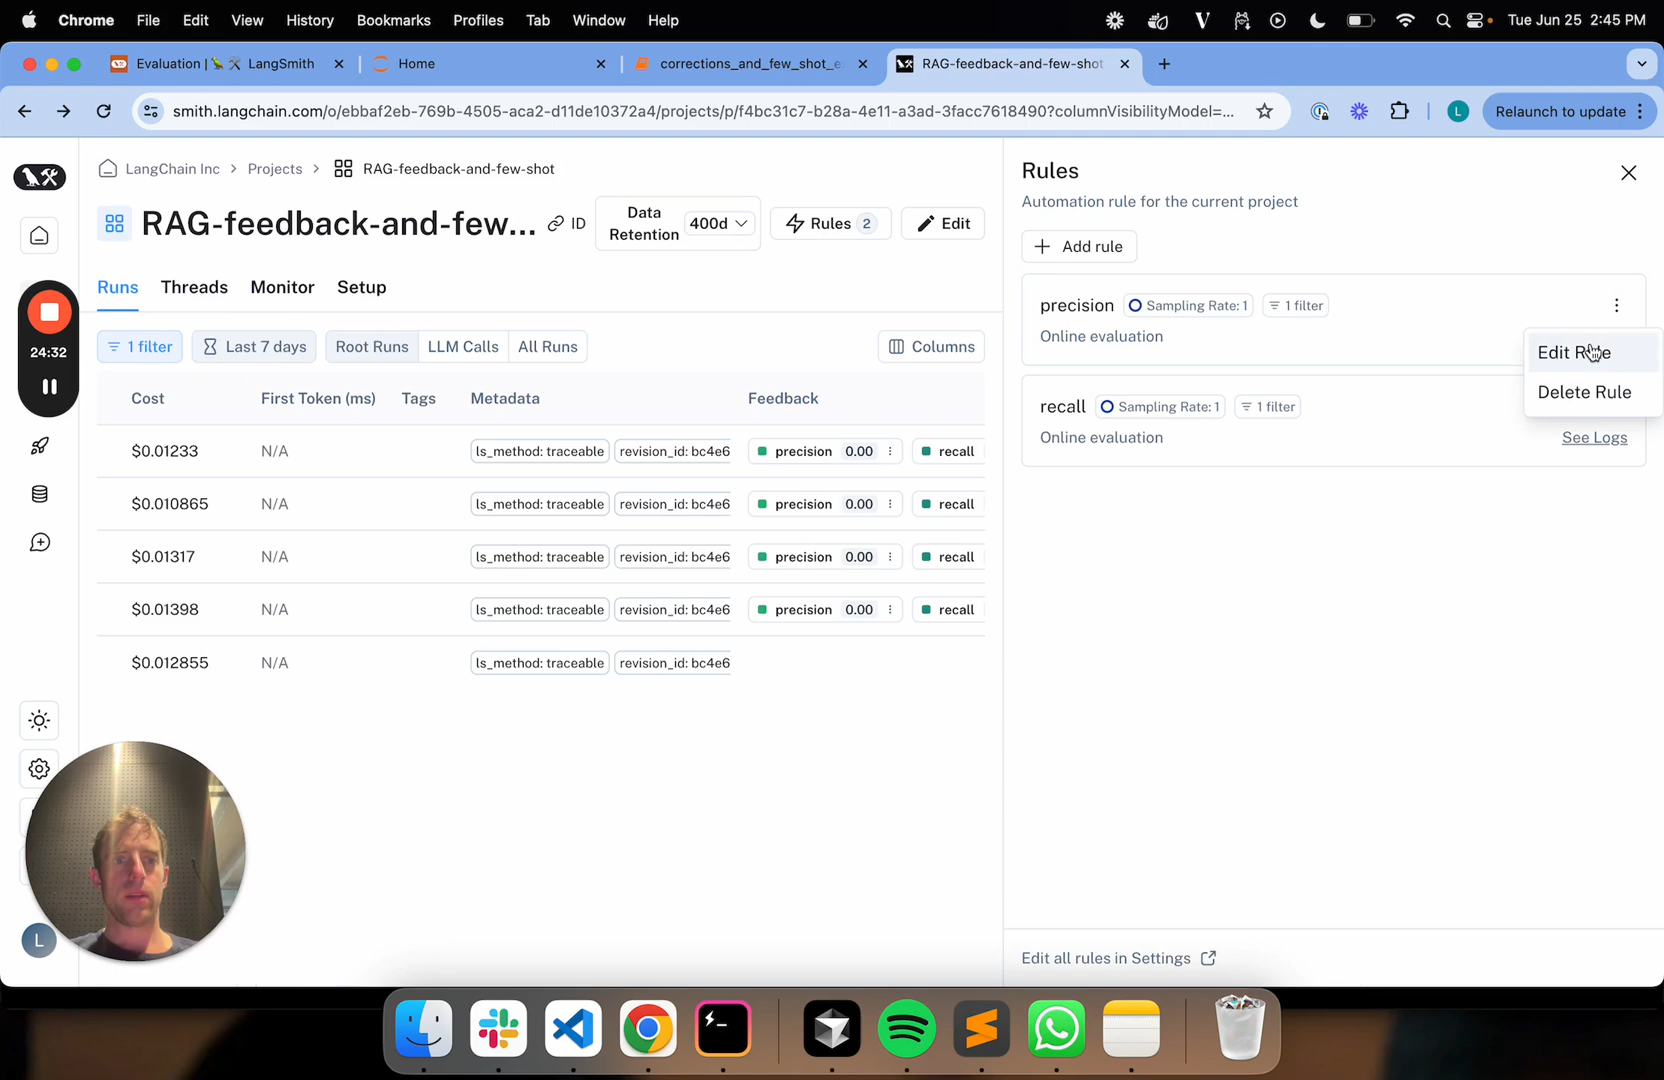 Chrome File Edit View History Bookmarks Profiles Tab Window Help
V
Tue Jun 25 2:45 PM
Evaluation | LangSmith
Home
corrections_and_few_shot_e
RAG-feedback-and-few-shot
smith.langchain.com/o/ebbaf2eb-769b-4505-aca2-d11de10372a4/projects/p/f4bc31c7-b28a-4e11-a3ad-3facc7618490?columnVisibilityModel=...
L
Relaunch to update
LangChain Inc > Projects > RAG-feedback-and-few-shot
RAG-feedback-and-few...
ID
Data Retention
400d
Rules 2
Edit
Runs Threads Monitor Setup
1 filter
Last 7 days
Root Runs LLM Calls All Runs
Columns
Cost First Token (ms) Tags Metadata Feedback
$0.01233 N/A ls_method: traceable revision_id: bc4e6 precision 0.00 recall
$0.010865 N/A ls_method: traceable revision_id: bc4e6 precision 0.00 recall
$0.01317 N/A ls_method: traceable revision_id: bc4e6 precision 0.00 recall
$0.01398 N/A ls_method: traceable revision_id: bc4e6 precision 0.00 recall
$0.012855 N/A ls_method: traceable revision_id: bc4e6
24:32
L
Rules
Automation rule for the current project
+ Add rule
precision Sampling Rate: 1 1 filter
Online evaluation
Edit Rule
Delete Rule
recall Sampling Rate: 1 1 filter
Online evaluation
See Logs
Edit all rules in Settings